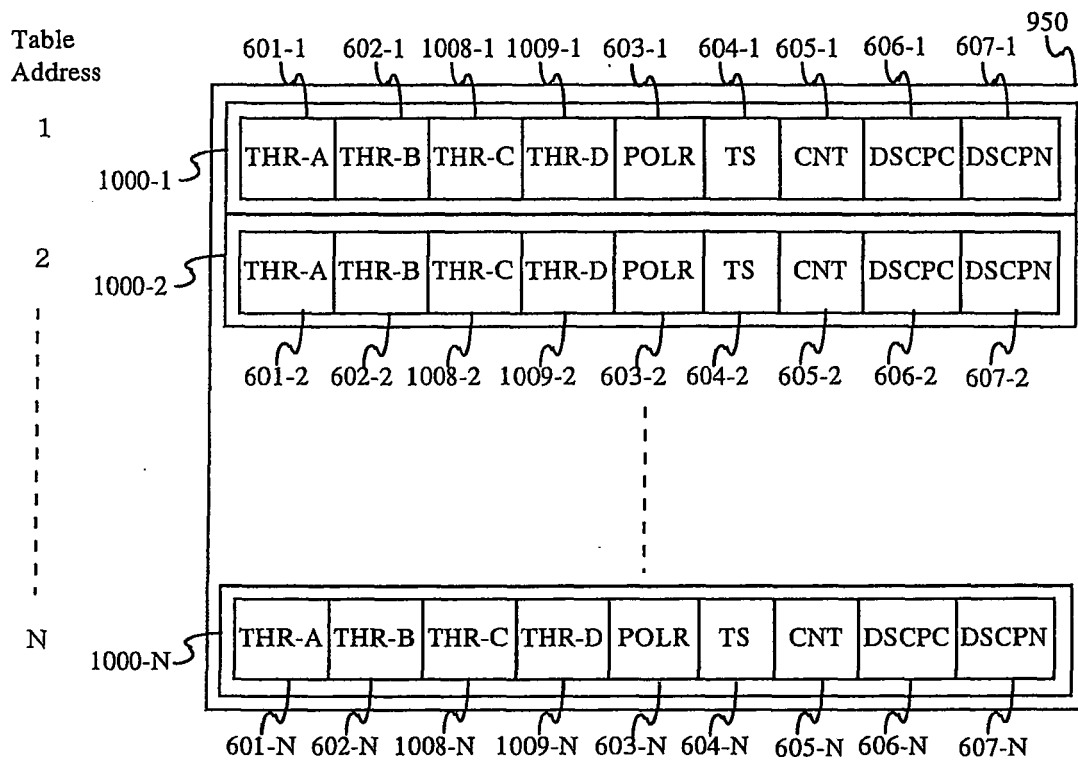 950
Table Address
601-1 602-1 1008-1 1009-1 603-1 604-1 605-1 606-1 607-1
1
THR-A THR-B THR-C THR-D POLR TS CNT DSCPC DSCPN
1000-1
2
THR-A THR-B THR-C THR-D POLR TS CNT DSCPC DSCPN
1000-2
601-2 602-2 1008-2 1009-2 603-2 604-2 605-2 606-2 607-2
N
THR-A THR-B THR-C THR-D POLR TS CNT DSCPC DSCPN
1000-N
601-N 602-N 1008-N 1009-N 603-N 604-N 605-N 606-N 607-N